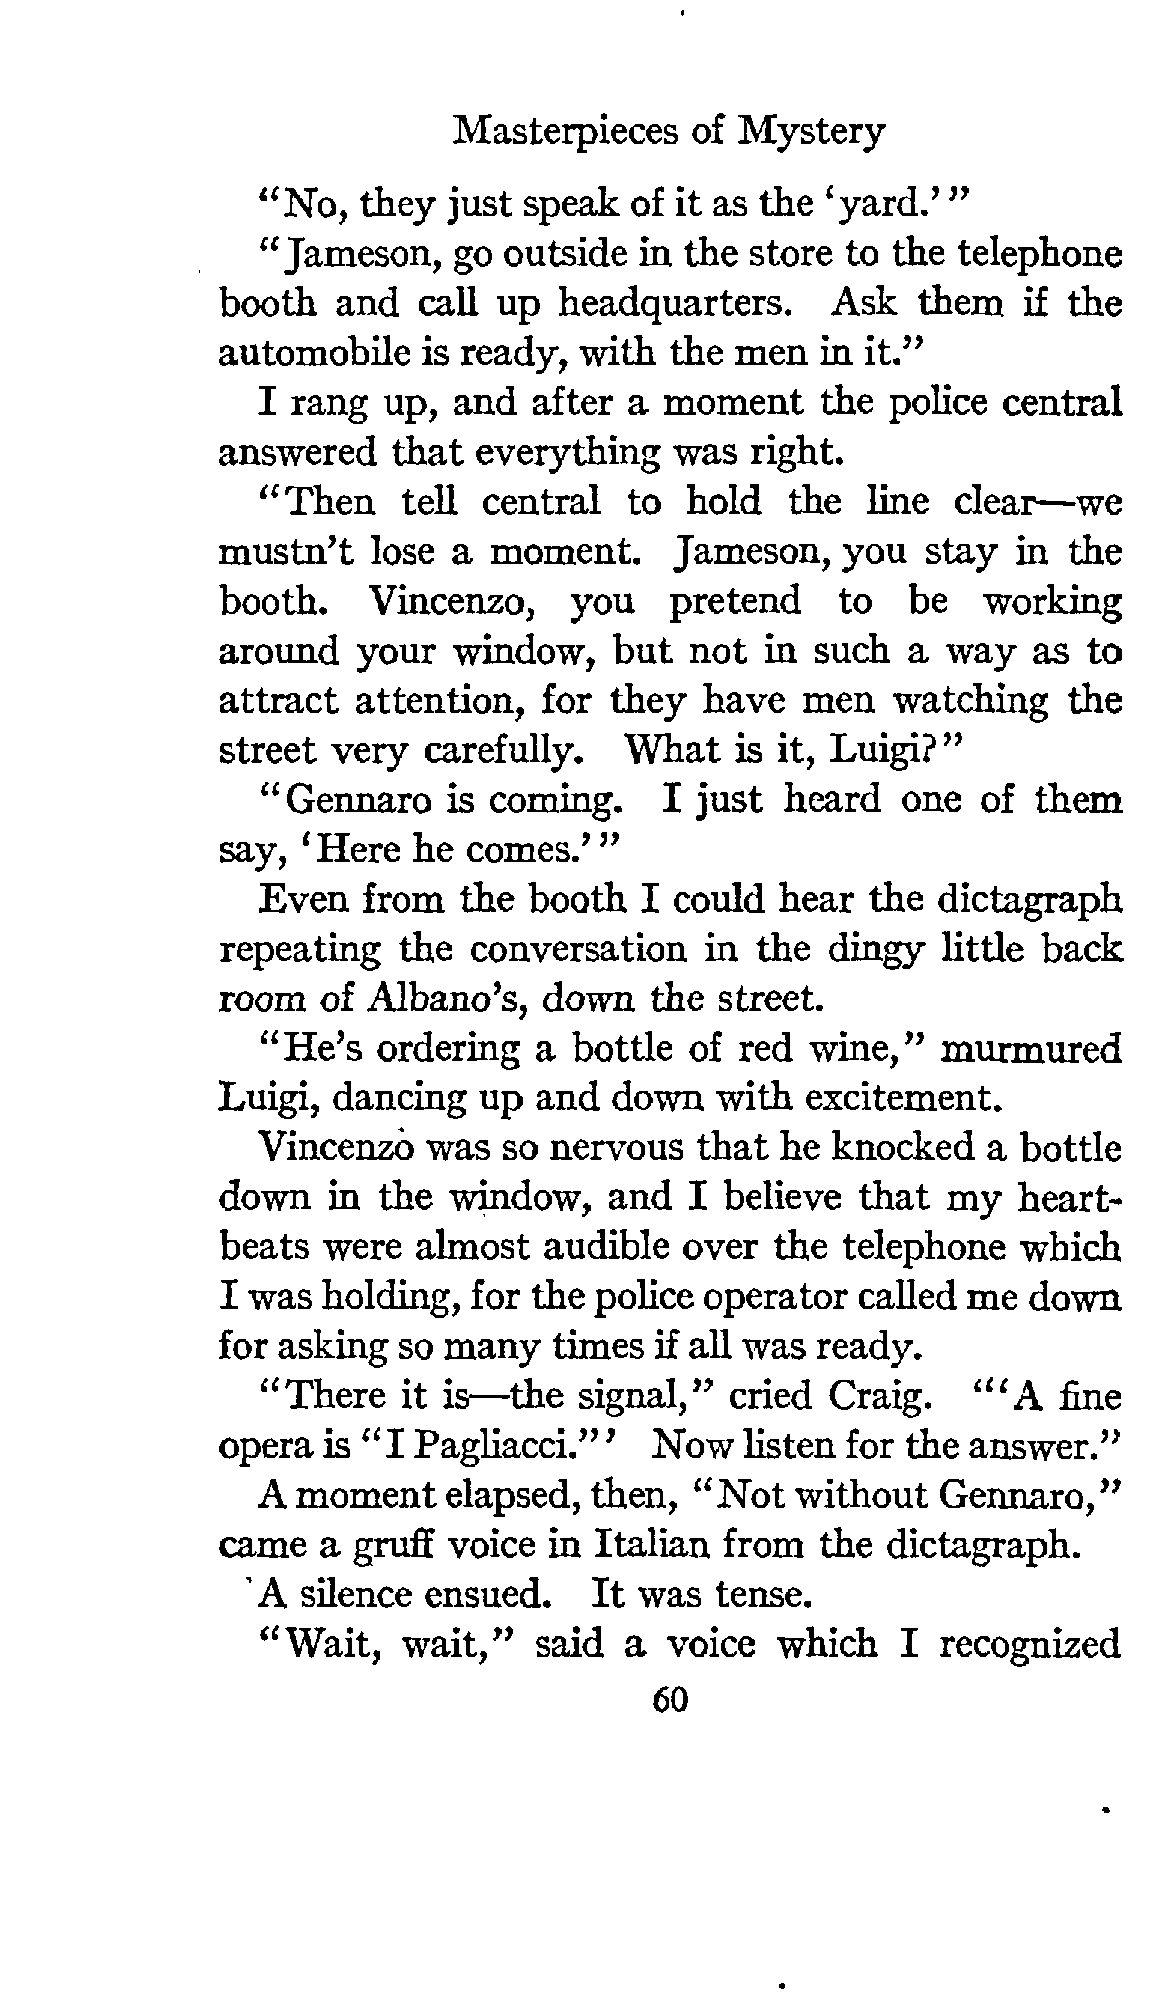 Masterpieces of Mystery
“No, they just speak of it as the ‘yard.’”
“Jameson, go outside in the store to the telephone
booth and call up headquarters. Ask them if the
automobile is ready, with the men in it.”
I rang up, and after a moment the police central
answered that everything was right.
“Then tell central to hold the line clear—we
mustn’t lose a moment. Jameson, you stay in the
booth. Vincenzo, you pretend to be working
around your window, but not in such a way as to
attract attention, for they have men watching the
street very carefully. What is it, Luigi?”
“Gennaro is coming. I just heard one of them
say, ‘Here he comes.’”
Even from the booth I could hear the dictagraph
repeating the conversation in the dingy little back
room of Albano’s, down the street.
“He’s ordering a bottle of red wine,” murmured
Luigi, dancing up and down with excitement.
Vincenzo was so nervous that he knocked a bottle
down in the window, and I believe that my heart-
beats were almost audible over the telephone which
I was holding, for the police operator called me down
for asking so many times if all was ready.
“There it is—the signal,” cried Craig. “‘A fine
opera is “I Pagliacci.”’ Now listen for the answer.”
A moment elapsed, then, “Not without Gennaro,”
came a gruff voice in Italian from the dictagraph.
A silence ensued. It was tense.
“Wait, wait,” said a voice which I recognized
60